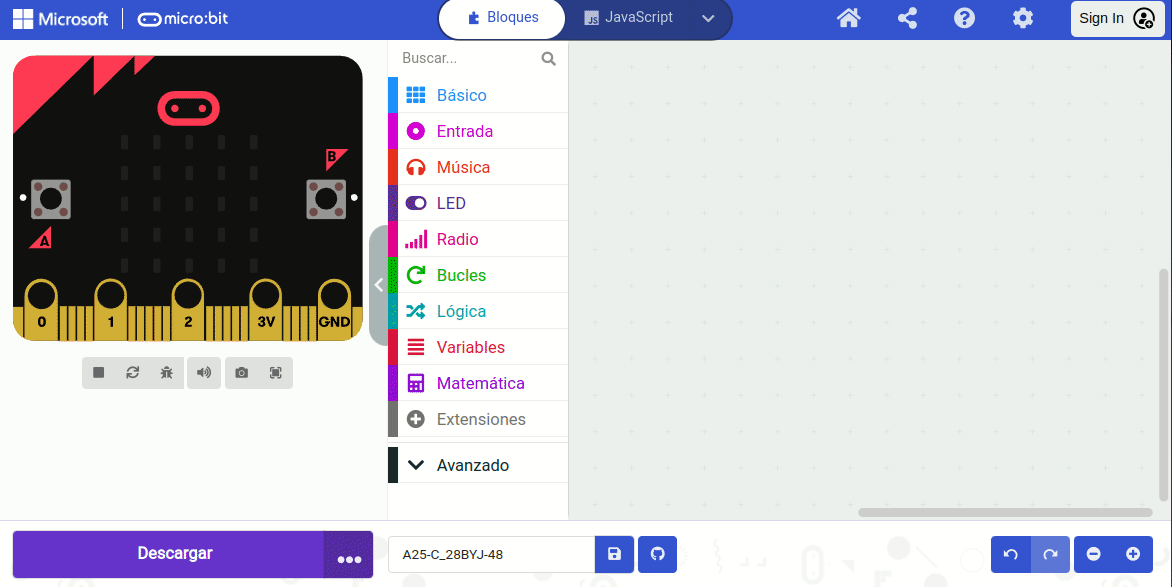 Microsoft
micro:bit
Bloques
JS JavaScript
Sign In
Buscar...
Básico
Entrada
Música
LED
Radio
Bucles
Lógica
Variables
Matemática
Extensiones
Avanzado
B
A
0 1 2 3V GND
Descargar
A25-C_28BYJ-48